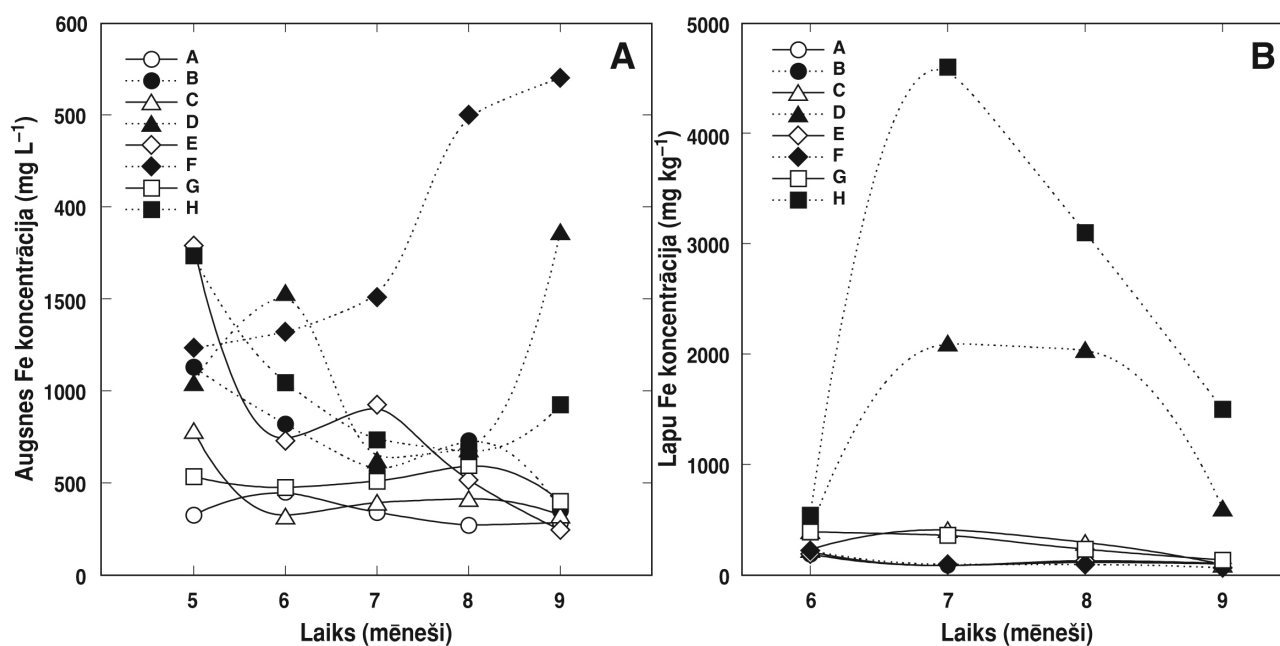 600
500
400
1500
1000
500
0
5
6
7
8
9
Augsnes Fe koncentrācija (mg L⁻¹)
Laiks (mēneši)
A
A
B
C
D
E
F
G
H
5000
4000
3000
2000
1000
0
6
7
8
9
Lapu Fe koncentrācija (mg kg⁻¹)
Laiks (mēneši)
B
A
B
C
D
E
F
G
H